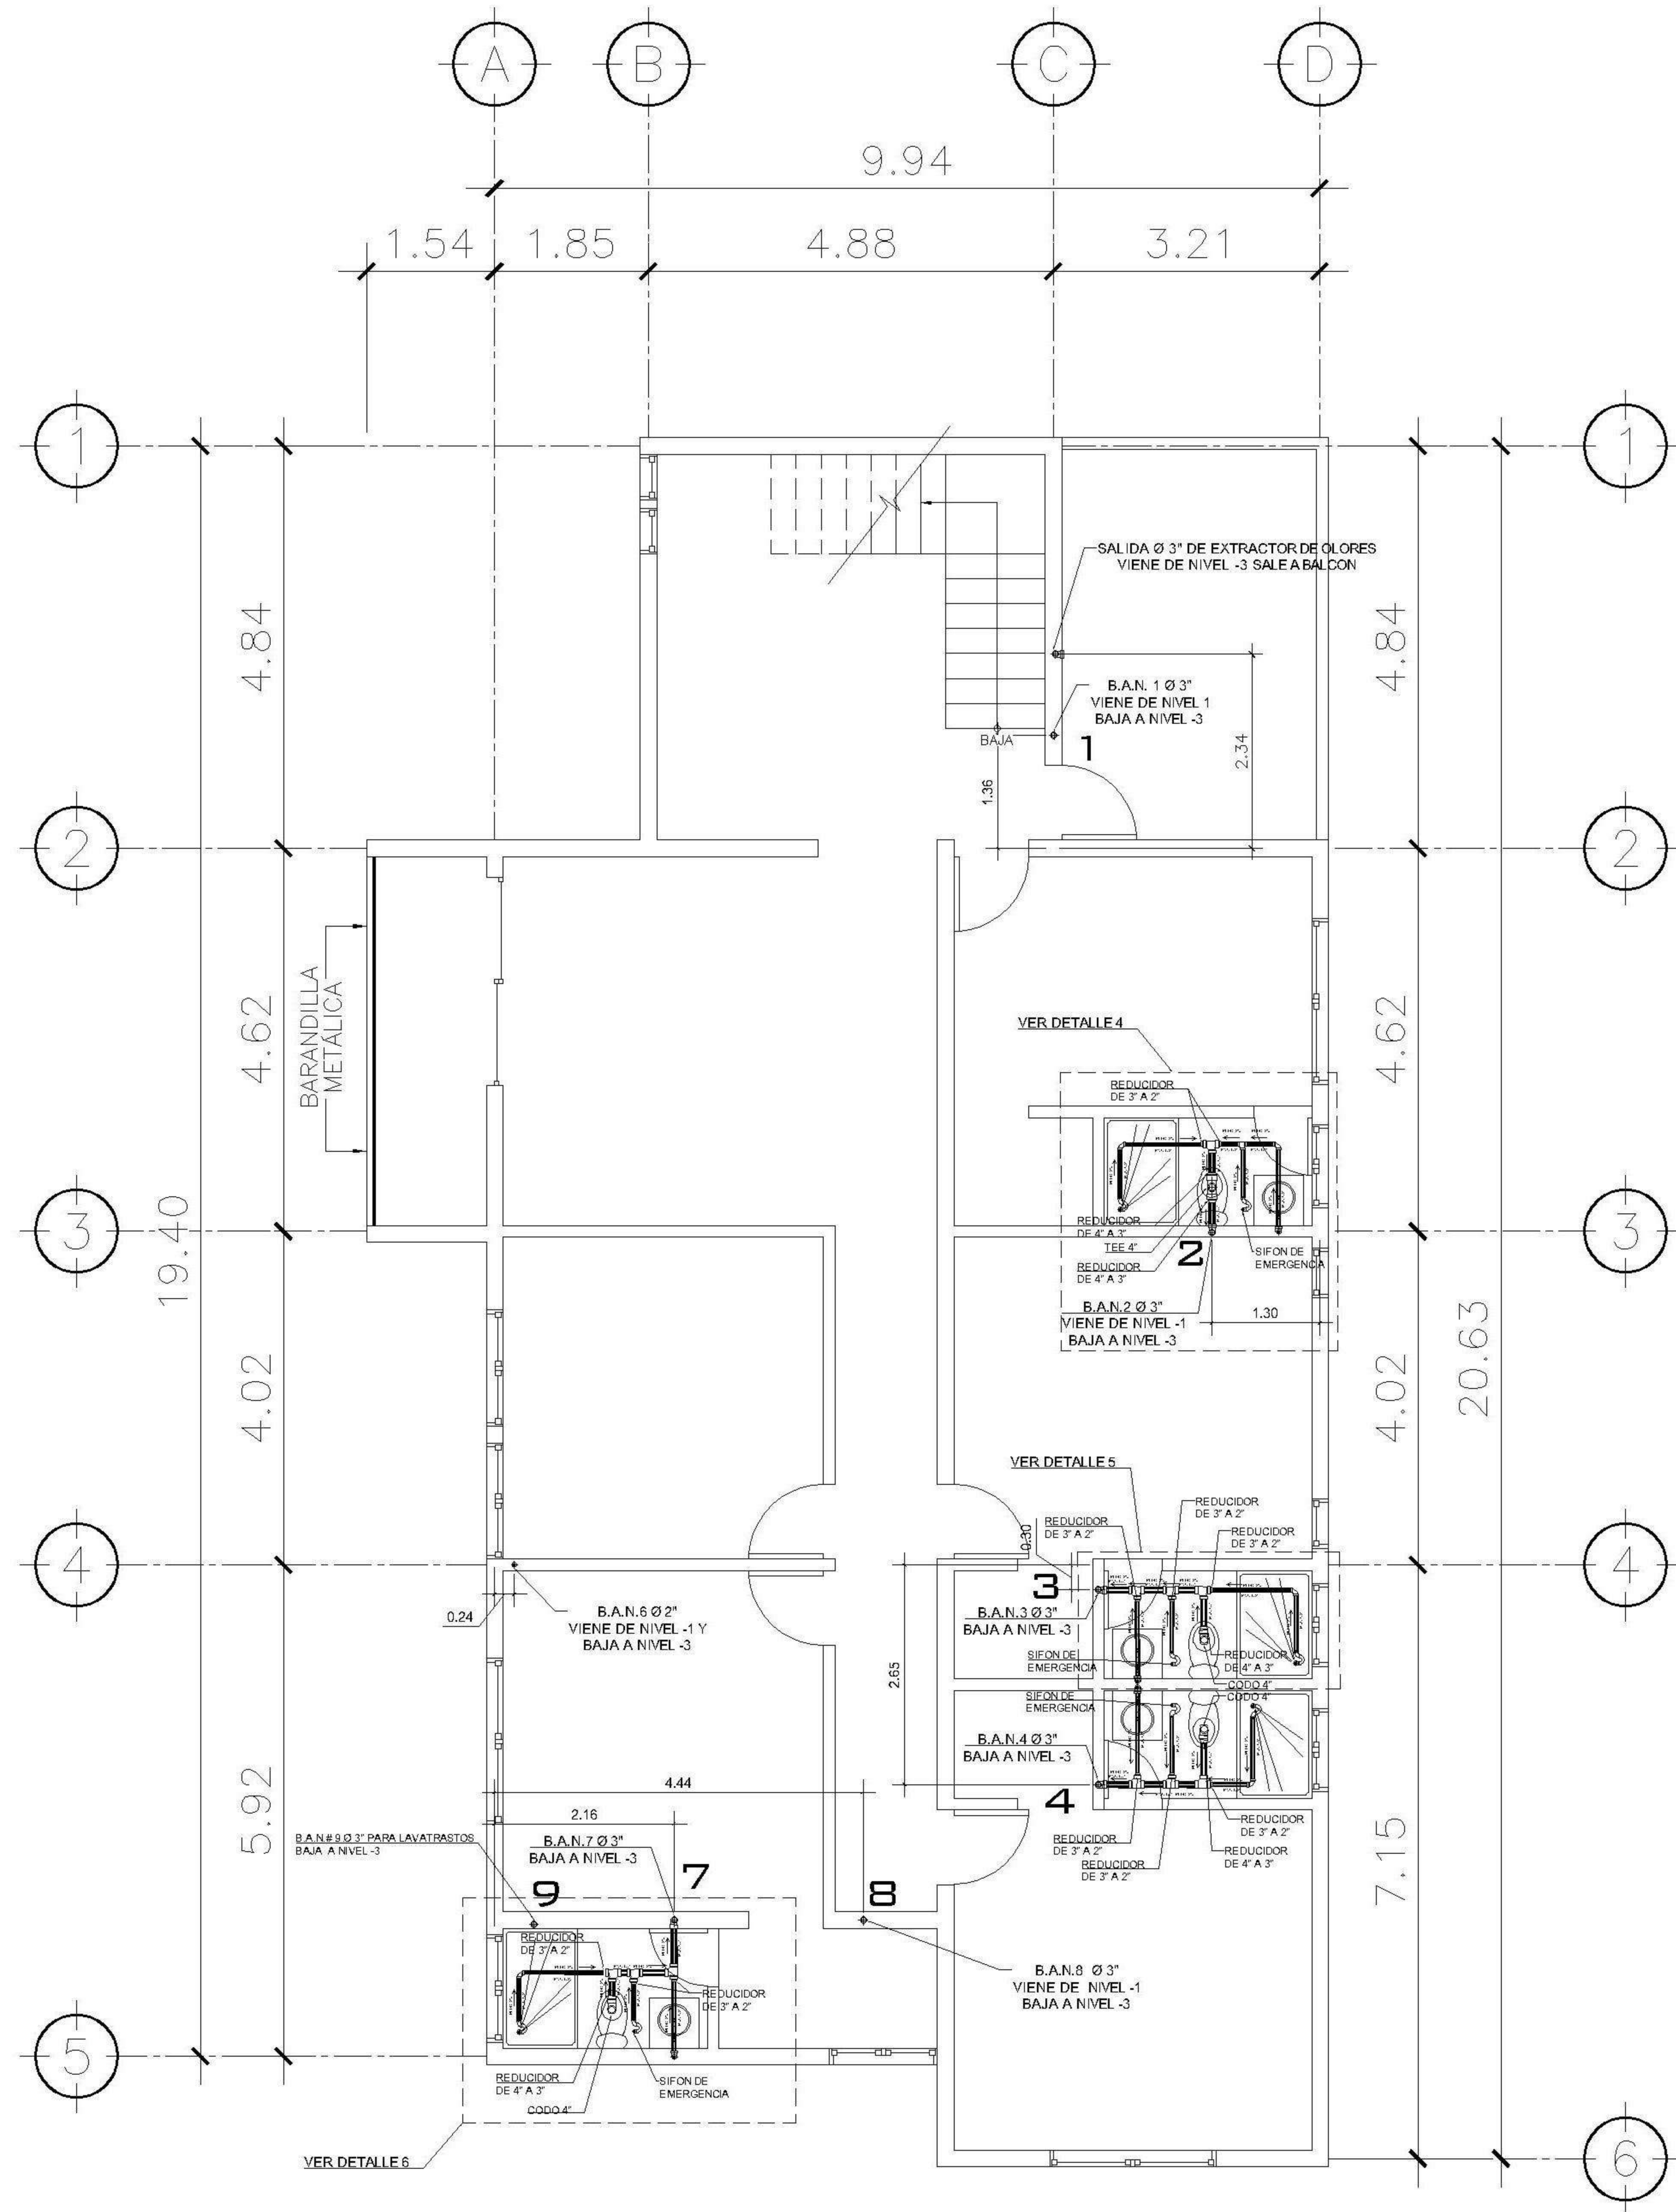 A B C D
9.94
1.54 1.85 4.88 3.21
1 1
SALIDA Ø 3" DE EXTRACTOR DE OLORES
VIENE DE NIVEL -3 SALE A BALCON
4.84 4.84
B.A.N. 1 Ø 3"
VIENE DE NIVEL 1
BAJA A NIVEL -3
BAJA
1
2.34
1.36
2 2
BARANDILLA
METÁLICA
4.62 4.62
VER DETALLE 4
REDUCIDOR
DE 3" A 2"
REDUCIDOR
DE 4" A 3"
TEE 4"
REDUCIDOR
DE 4" A 3"
2
SIFON DE
EMERGENCIA
3 3
19.40
B.A.N.2 Ø 3"
VIENE DE NIVEL -1
BAJA A NIVEL -3
1.30
4.02 4.02
20.63
VER DETALLE 5
REDUCIDOR
DE 3" A 2"
REDUCIDOR
DE 3" A 2"
REDUCIDOR
DE 3" A 2"
0.30
4 4
3
B.A.N.3 Ø 3"
BAJA A NIVEL -3
0.24
B.A.N.6 Ø 2"
VIENE DE NIVEL -1 Y
BAJA A NIVEL -3
2.65
SIFON DE
EMERGENCIA
REDUCIDOR
DE 4" A 3"
CODO 4"
CODO 4"
SIFON DE
EMERGENCIA
B.A.N.4 Ø 3"
BAJA A NIVEL -3
4
5.92 7.15
4.44
2.16
REDUCIDOR
DE 3" A 2"
REDUCIDOR
DE 3" A 2"
REDUCIDOR
DE 3" A 2"
REDUCIDOR
DE 4" A 3"
B.A.N.# 9 Ø 3" PARA LAVATRASTOS
BAJA A NIVEL -3
B.A.N.7 Ø 3"
BAJA A NIVEL -3
9 7 8
REDUCIDOR
DE 3" A 2"
REDUCIDOR
DE 3" A 2"
B.A.N.8 Ø 3"
VIENE DE NIVEL -1
BAJA A NIVEL -3
5
REDUCIDOR
DE 4" A 3"
CODO 4"
SIFON DE
EMERGENCIA
VER DETALLE 6
6